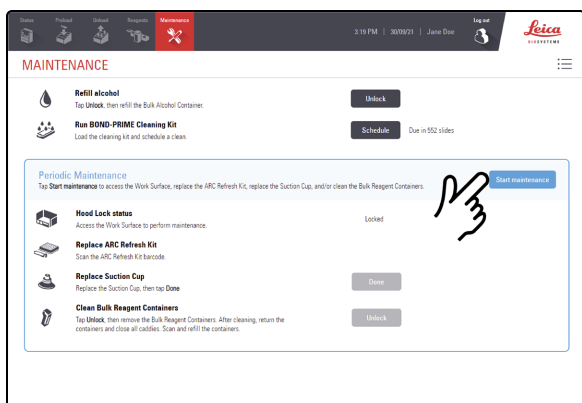 Status Preload Unload Reagents Maintenance
3:19 PM | 30/09/21 | Jane Doe
Log out
Leica
BIOSYSTEMS
MAINTENANCE
Refill alcohol
Tap Unlock, then refill the Bulk Alcohol Container.
Unlock
Run BOND-PRIME Cleaning Kit
Load the cleaning kit and schedule a clean.
Schedule Due in 552 slides
Periodic Maintenance
Tap Start maintenance to access the Work Surface, replace the ARC Refresh Kit, replace the Suction Cup, and/or clean the Bulk Reagent Containers.
Start maintenance
Hood Lock status
Access the Work Surface to perform maintenance.
Locked
Replace ARC Refresh Kit
Scan the ARC Refresh Kit barcode.
Replace Suction Cup
Replace the Suction Cup, then tap Done
Done
Clean Bulk Reagent Containers
Tap Unlock, then remove the Bulk Reagent Containers. After cleaning, return the
containers and close all caddies. Scan and refill the containers.
Unlock